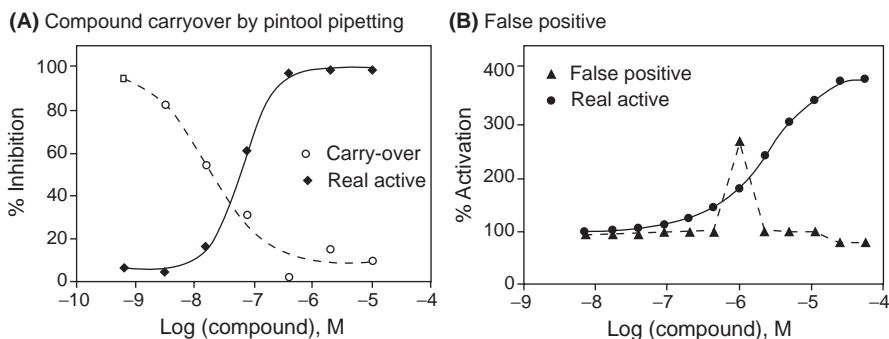 (A) Compound carryover by pintool pipetting
% Inhibition
100
80
60
40
20
0
Carry-over
Real active
–10
–9
–8
–7
–6
–5
–4
Log (compound), M
(B) False positive
% Activation
400
300
200
100
0
False positive
Real active
–9
–8
–7
–6
–5
–4
Log (compound), M